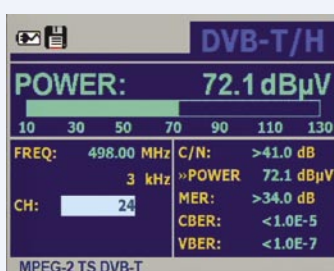 DVB-T/H
POWER: 72.1 dBµV
10 30 50 70 90 110 130
FREQ: 498.00 MHz
3 kHz
CH: 24
C/N: >41.0 dB
»POWER 72.1 dBµV
MER: >34.0 dB
CBER: <1.0E-5
VBER: <1.0E-7
MPEG-2 TS DVB-T